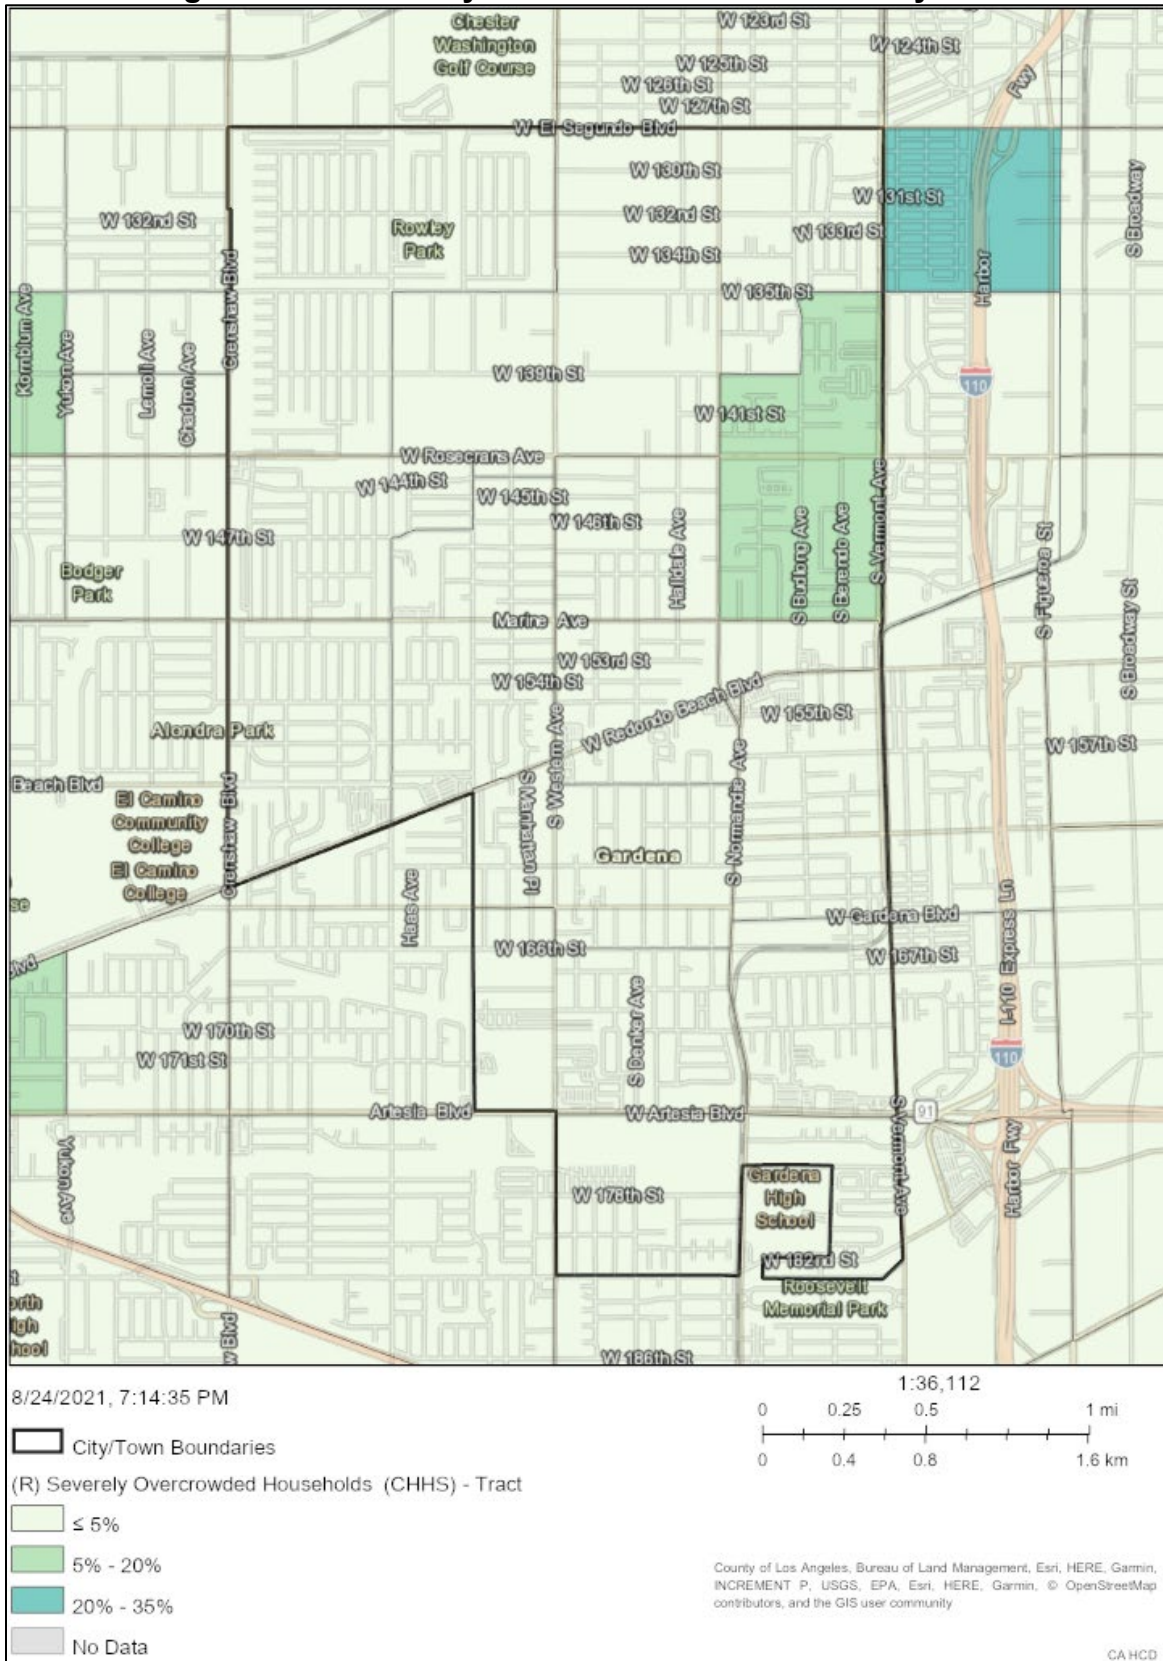 Chester
Washington
Golf Course
W 123rd St
W 124th St
W 125th St
W 126th St
W 127th St
Fwy
W El Segundo Blvd
W 130th St
W 131st St
W 132nd St
W 132nd St
W 133rd St
W 134th St
Rowley
Park
S Broadway
Crenshaw Blvd
Harbor
W 135th St
Kornblum Ave
Yukon Ave
Lemoli Ave
Chadron Ave
W 139th St
110
W 141st St
W Rosecrans Ave
W 144th St
W 145th St
W 146th St
W 147th St
Halldale Ave
S Budlong Ave
S Berendo Ave
S Vermont Ave
S Figueroa St
Bodger
Park
Marine Ave
W 153rd St
W 154th St
S Broadway St
W Redondo Beach Blvd
W 155th St
Alondra Park
W 157th St
S Western Ave
S Manhattan Pl
S Normandie Ave
Beach Blvd
El Camino
Community
College
El Camino
College
Crenshaw Blvd
Gardena
Haas Ave
se
W Gardena Blvd
W 166th St
W 167th St
I-110 Express Ln
lvd
S Denker Ave
W 170th St
W 171st St
110
Artesia Blvd
W Artesia Blvd
91
S Vermont Ave
Harbor Fwy
Yukon Ave
W 178th St
Gardena
High
School
W 182nd St
Roosevelt
Memorial Park
st
orth
igh
hool
w Blvd
W 186th St
8/24/2021, 7:14:35 PM
1:36,112
0 0.25 0.5 1 mi
0 0.4 0.8 1.6 km
City/Town Boundaries
(R) Severely Overcrowded Households (CHHS) - Tract
≤ 5%
5% - 20%
20% - 35%
No Data
County of Los Angeles, Bureau of Land Management, Esri, HERE, Garmin,
INCREMENT P, USGS, EPA, Esri, HERE, Garmin, © OpenStreetMap
contributors, and the GIS user community
CA HCD